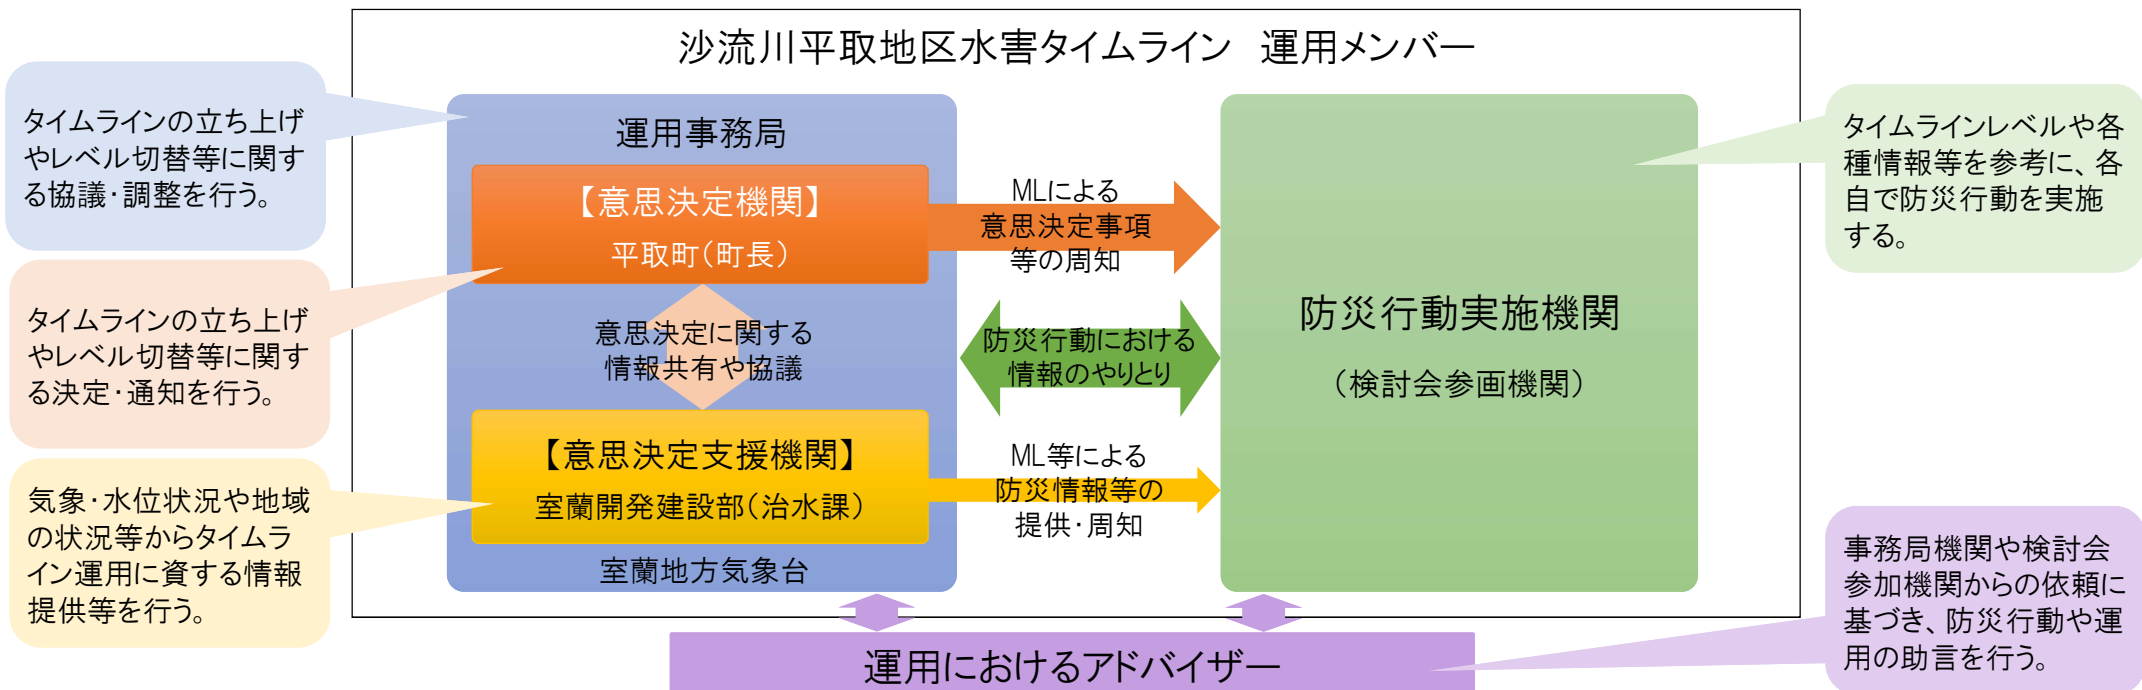 沙流川平取地区水害タイムライン　運用メンバー
タイムラインの立ち上げ
やレベル切替等に関す
る協議・調整を行う。
タイムラインの立ち上げ
やレベル切替等に関す
る決定・通知を行う。
気象・水位状況や地域
の状況等からタイムラ
イン運用に資する情報
提供等を行う。
運用事務局
【意思決定機関】
平取町（町長）
意思決定に関する
情報共有や協議
【意思決定支援機関】
室蘭開発建設部（治水課）
室蘭地方気象台
MLによる
意思決定事項
等の周知
防災行動における
情報のやりとり
ML等による
防災情報等の
提供・周知
防災行動実施機関
（検討会参画機関）
タイムラインレベルや各
種情報等を参考に、各
自で防災行動を実施
する。
事務局機関や検討会
参加機関からの依頼に
基づき、防災行動や運
用の助言を行う。
運用におけるアドバイザー